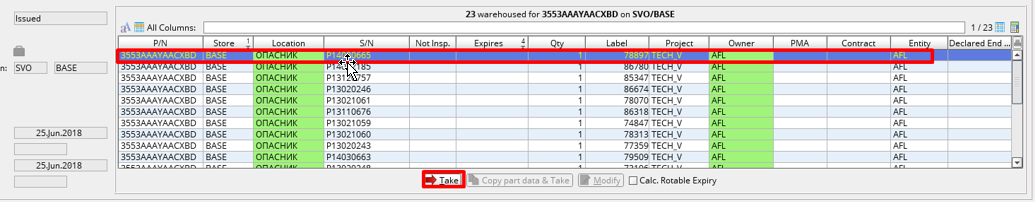 23 warehoused for 3553AAAYAACXBD on SVO/BASE
Issued
All Columns: 1 / 23
P/N Store 1 Location S/N Not Insp. Expires 4 Qty Label Project Owner PMA Contract Entity Declared End ...
3553AAAYAACXBD BASE ОПАСНИК 1 78897 TECH_V AFL AFL
3553AAAYAACXBD BASE ОПАСНИК 1 86780 TECH_V AFL AFL
n: SVO BASE
3553AAAYAACXBD BASE ОПАСНИК 1 85347 TECH_V AFL AFL
3553AAAYAACXBD BASE ОПАСНИК P13020246 1 86674 TECH_V AFL AFL
3553AAAYAACXBD BASE ОПАСНИК P13021061 1 78070 TECH_V AFL AFL
3553AAAYAACXBD BASE ОПАСНИК P13110676 1 86318 TECH_V AFL AFL
3553AAAYAACXBD BASE ОПАСНИК P13021059 1 74847 TECH_V AFL AFL
25.Jun.2018
3553AAAYAACXBD BASE ОПАСНИК P13021060 1 78313 TECH_V AFL AFL
3553AAAYAACXBD BASE ОПАСНИК P13020243 1 77359 TECH_V AFL AFL
3553AAAYAACXBD BASE ОПАСНИК P14030663 1 79509 TECH_V AFL AFL
25.Jun.2018
Take Copy part data & Take Modify Calc. Rotable Expiry